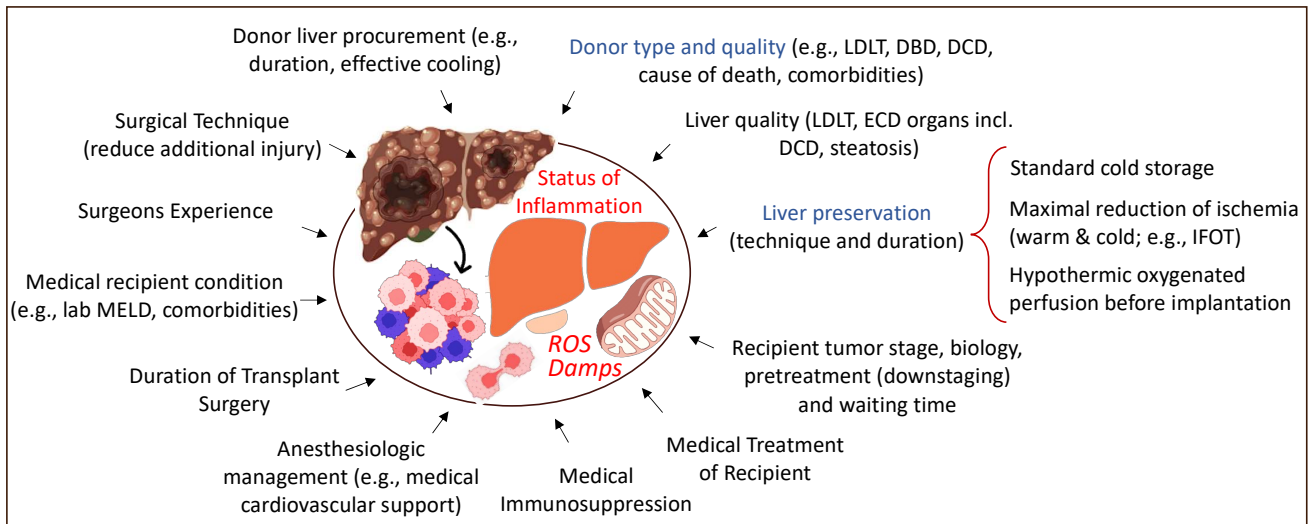 Donor liver procurement (e.g.,
duration, effective cooling)
Donor type and quality (e.g., LDLT, DBD, DCD,
cause of death, comorbidities)
Surgical Technique
(reduce additional injury)
Liver quality (LDLT, ECD organs incl.
DCD, steatosis)
Status of
Inflammation
Standard cold storage
Surgeons Experience
Liver preservation
(technique and duration)
Maximal reduction of ischemia
(warm & cold; e.g., IFOT)
Hypothermic oxygenated
perfusion before implantation
Medical recipient condition
(e.g., lab MELD, comorbidities)
ROS
Damps
Recipient tumor stage, biology,
pretreatment (downstaging)
and waiting time
Duration of Transplant
Surgery
Medical Treatment
of Recipient
Anesthesiologic
management (e.g., medical
cardiovascular support)
Medical
Immunosuppression